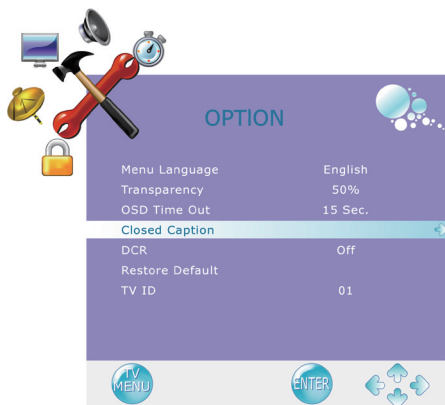 OPTION
Menu Language English
Transparency 50%
OSD Time Out 15 Sec.
Closed Caption
DCR Off
Restore Default
TV ID 01
TV MENU ENTER